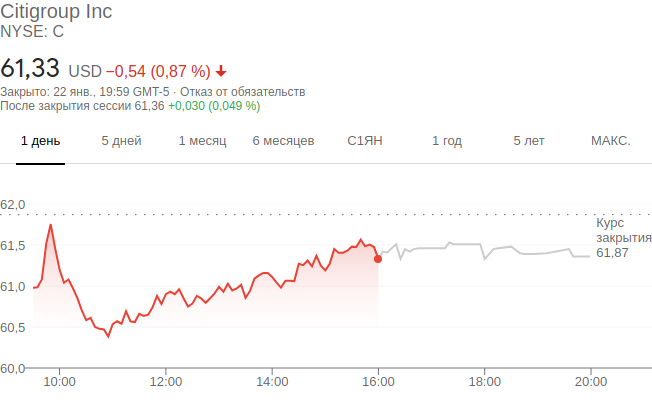 Citigroup Inc
NYSE: C
61,33 USD −0,54 (0,87 %)
Закрыто: 22 янв., 19:59 GMT-5 · Отказ от обязательств
После закрытия сессии 61,36 +0,030 (0,049 %)
1 день 5 дней 1 месяц 6 месяцев С1ЯН 1 год 5 лет МАКС.
62,0
Курс
закрытия
61,87
61,5
61,0
60,5
60,0
10:00 12:00 14:00 16:00 18:00 20:00